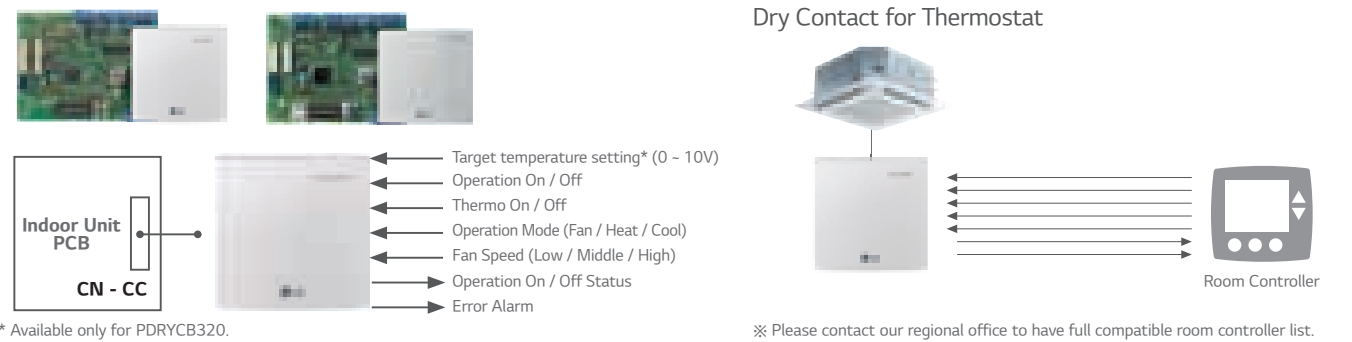 Dry Contact for Thermostat
Target temperature setting* (0 ~ 10V)
Operation On / Off
Thermo On / Off
Operation Mode (Fan / Heat / Cool)
Fan Speed (Low / Middle / High)
Operation On / Off Status
Error Alarm
Indoor Unit
PCB
CN - CC
* Available only for PDRYCB320.
Room Controller
※ Please contact our regional office to have full compatible room controller list.